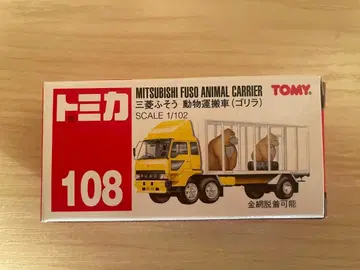 トミカ
108
MITSUBISHI FUSO ANIMAL CARRIER
三菱ふそう 動物運搬車(ゴリラ)
SCALE 1/102
TOMY
金網脱着可能